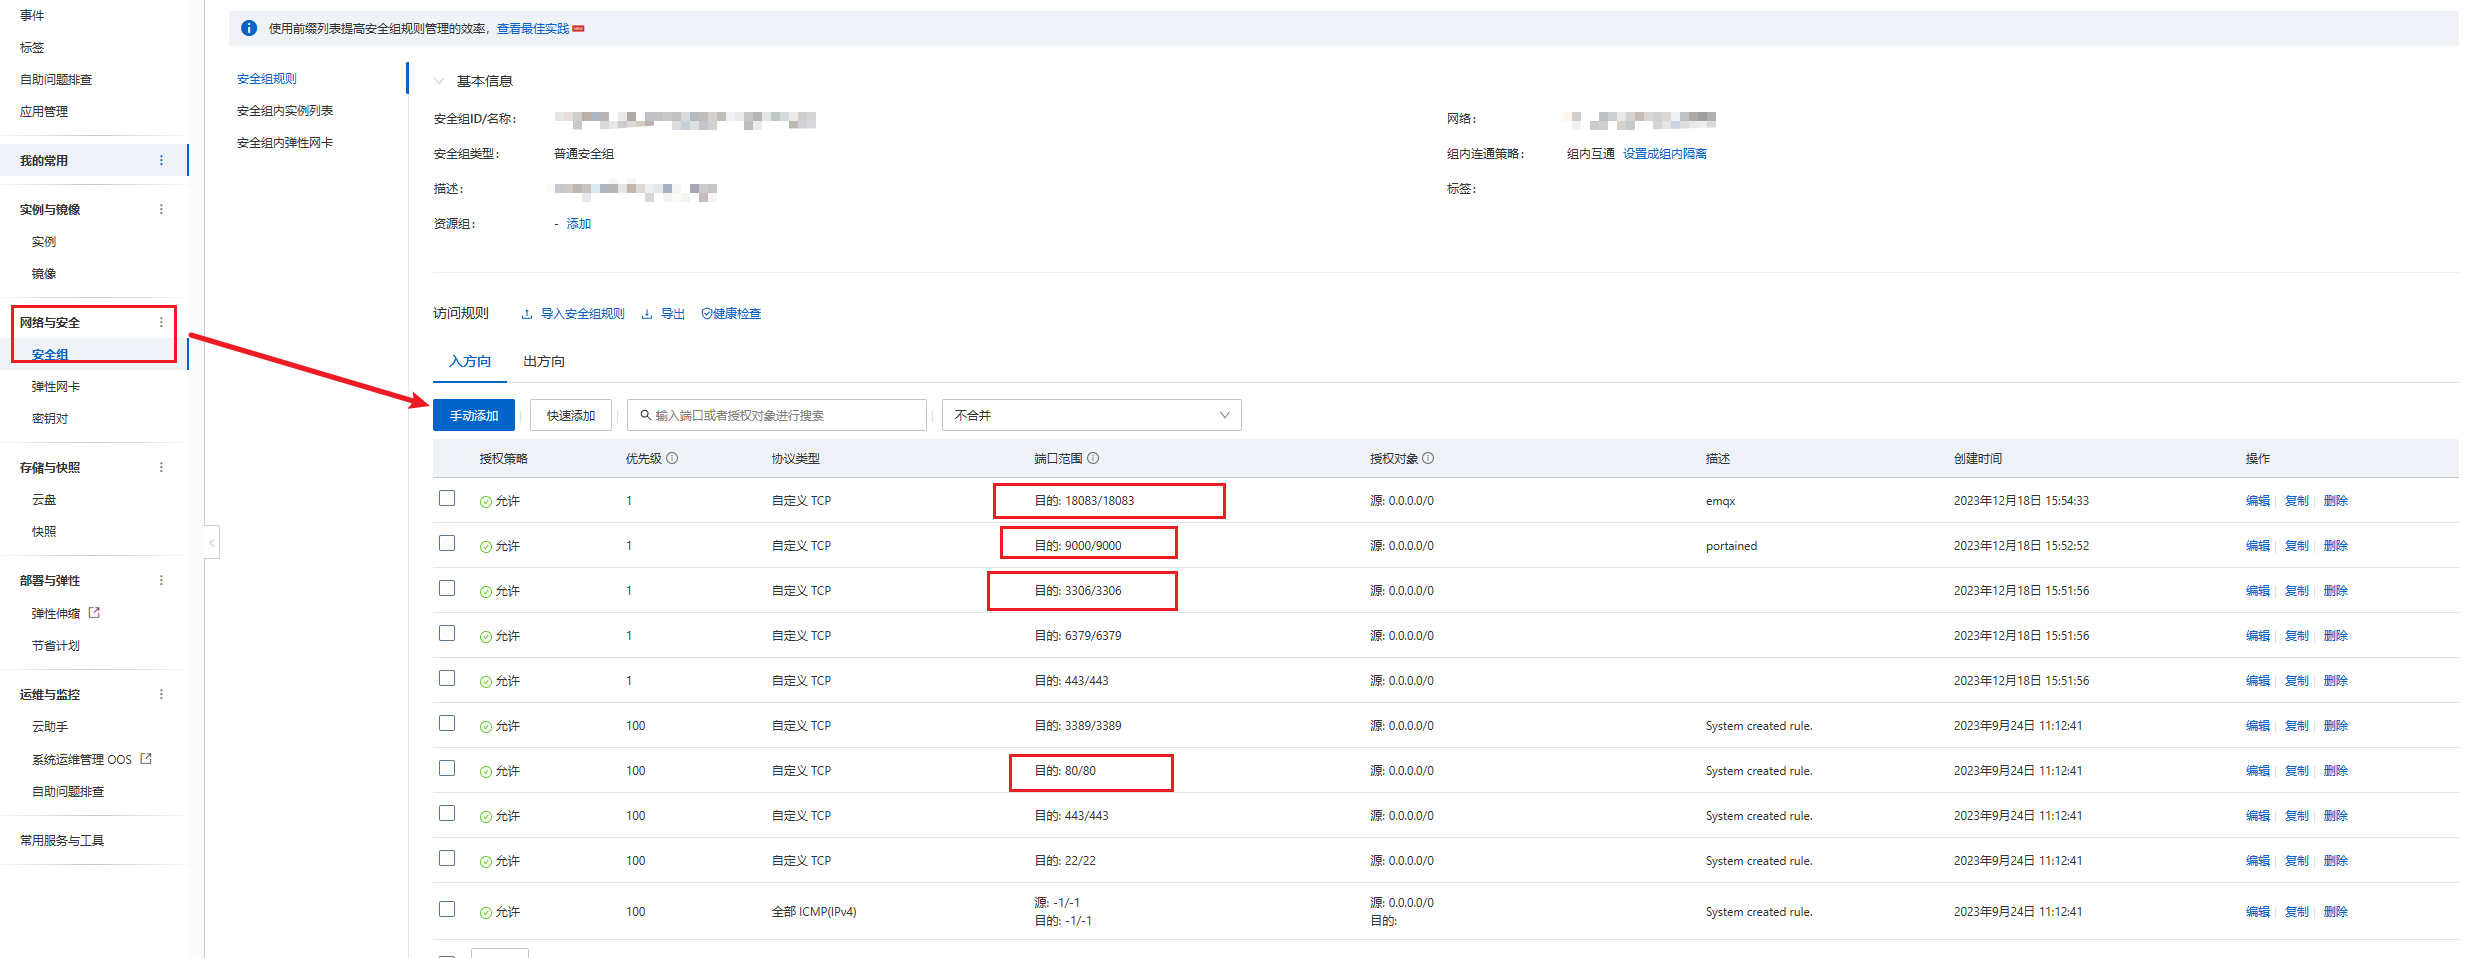 事件
标签
自助问题排查
应用管理
我的常用
实例与镜像
实例
镜像
网络与安全
安全组
弹性网卡
密钥对
存储与快照
云盘
快照
部署与弹性
弹性伸缩
节省计划
运维与监控
云助手
系统运维管理 OOS
自助问题排查
常用服务与工具
使用前缀列表提高安全组规则管理的效率，查看最佳实践
安全组规则
安全组内实例列表
安全组内弹性网卡
基本信息
安全组ID/名称：
网络：
安全组类型： 普通安全组
组内连通策略： 组内互通 设置成组内隔离
描述：
标签：
资源组： - 添加
访问规则 导入安全组规则 导出 健康检查
入方向 出方向
手动添加 快速添加 输入端口或者授权对象进行搜索 不合并
授权策略 优先级 协议类型 端口范围 授权对象 描述 创建时间 操作
允许 1 自定义 TCP 目的: 18083/18083 源: 0.0.0.0/0 emqx 2023年12月18日 15:54:33 编辑 复制 删除
允许 1 自定义 TCP 目的: 9000/9000 源: 0.0.0.0/0 portained 2023年12月18日 15:52:52 编辑 复制 删除
允许 1 自定义 TCP 目的: 3306/3306 源: 0.0.0.0/0 2023年12月18日 15:51:56 编辑 复制 删除
允许 1 自定义 TCP 目的: 6379/6379 源: 0.0.0.0/0 2023年12月18日 15:51:56 编辑 复制 删除
允许 1 自定义 TCP 目的: 443/443 源: 0.0.0.0/0 2023年12月18日 15:51:56 编辑 复制 删除
允许 100 自定义 TCP 目的: 3389/3389 源: 0.0.0.0/0 System created rule. 2023年9月24日 11:12:41 编辑 复制 删除
允许 100 自定义 TCP 目的: 80/80 源: 0.0.0.0/0 System created rule. 2023年9月24日 11:12:41 编辑 复制 删除
允许 100 自定义 TCP 目的: 443/443 源: 0.0.0.0/0 System created rule. 2023年9月24日 11:12:41 编辑 复制 删除
允许 100 自定义 TCP 目的: 22/22 源: 0.0.0.0/0 System created rule. 2023年9月24日 11:12:41 编辑 复制 删除
允许 100 全部 ICMP(IPv4) 源: -1/-1 源: 0.0.0.0/0 System created rule. 2023年9月24日 11:12:41 编辑 复制 删除
目的: -1/-1 目的: